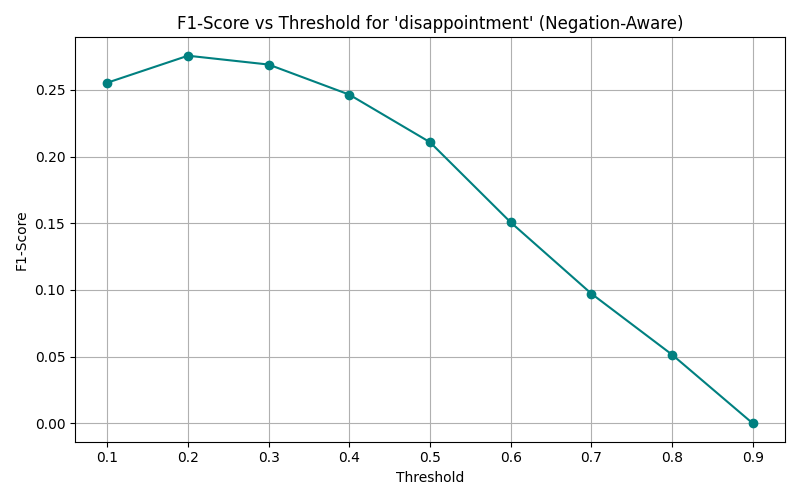 F1-Score vs Threshold for 'disappointment' (Negation-Aware)
0.25
0.20
0.15
0.10
0.05
0.00
F1-Score
0.1 0.2 0.3 0.4 0.5 0.6 0.7 0.8 0.9
Threshold